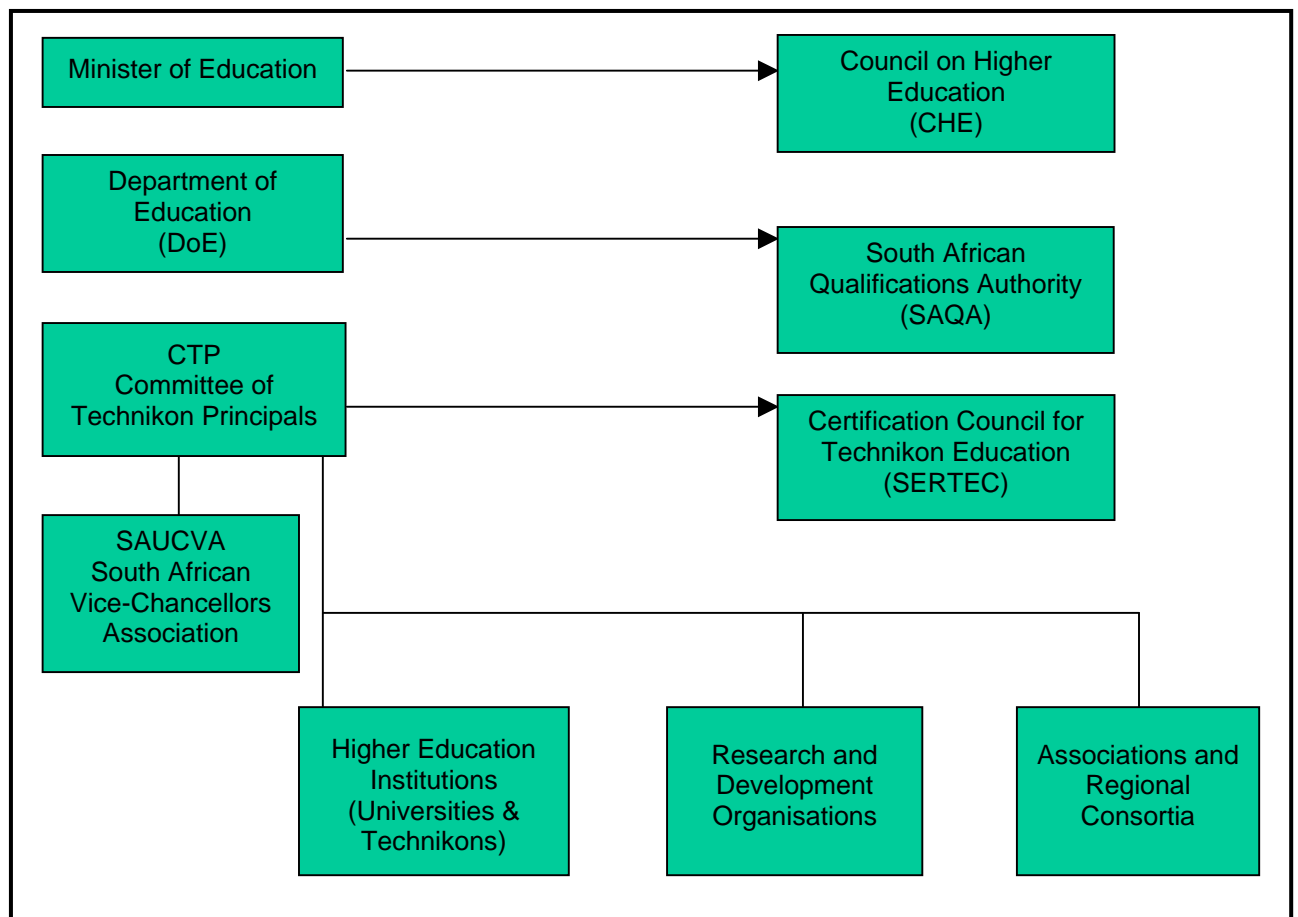 Minister of Education
Council on Higher
Education
(CHE)
Department of
Education
(DoE)
South African
Qualifications Authority
(SAQA)
CTP
Committee of
Technikon Principals
Certification Council for
Technikon Education
(SERTEC)
SAUCVA
South African
Vice-Chancellors
Association
Higher Education
Institutions
(Universities &
Technikons)
Research and
Development
Organisations
Associations and
Regional
Consortia